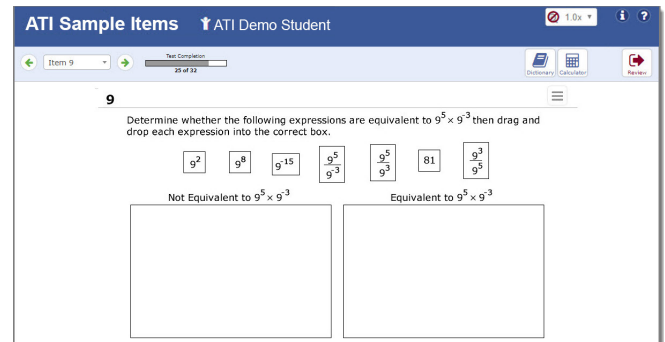 ATI Sample Items ATI Demo Student 1.0x i ?
Item 9 Test Completion 25 of 32 Dictionary Calculator Review
9
Determine whether the following expressions are equivalent to 9⁵ × 9⁻³ then drag and
drop each expression into the correct box.
9² 9⁸ 9⁻¹⁵ 9⁵/9⁻³ 9⁵/9³ 81 9³/9⁵
Not Equivalent to 9⁵ × 9⁻³ Equivalent to 9⁵ × 9⁻³